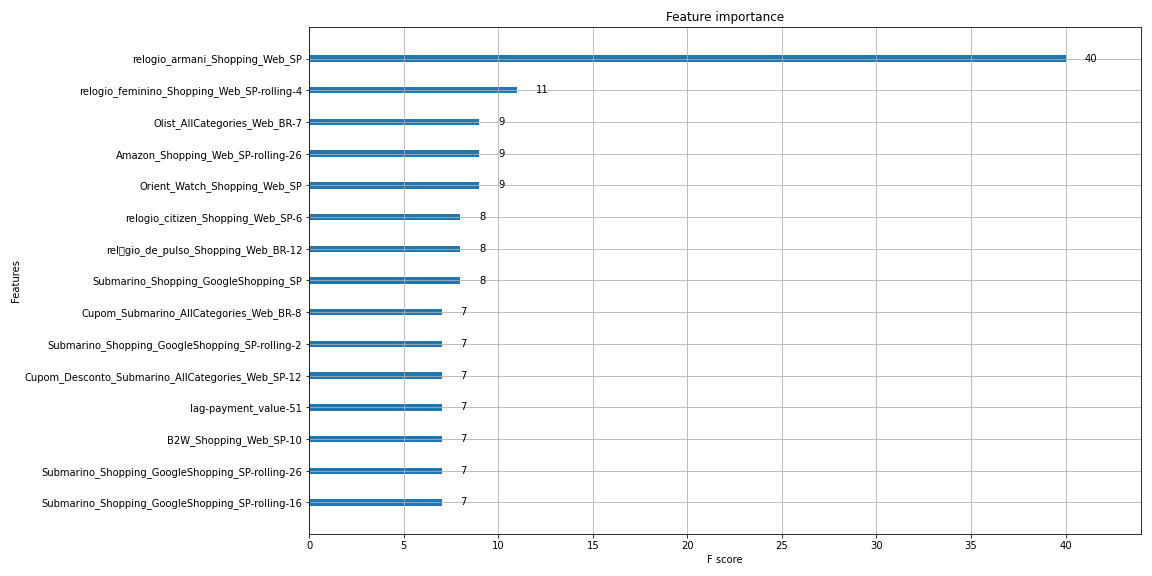 Feature importance
relogio_armani_Shopping_Web_SP 40
relogio_feminino_Shopping_Web_SP-rolling-4 11
Olist_AllCategories_Web_BR-7 9
Amazon_Shopping_Web_SP-rolling-26 9
Orient_Watch_Shopping_Web_SP 9
relogio_citizen_Shopping_Web_SP-6 8
rel▯gio_de_pulso_Shopping_Web_BR-12 8
Submarino_Shopping_GoogleShopping_SP 8
Cupom_Submarino_AllCategories_Web_BR-8 7
Submarino_Shopping_GoogleShopping_SP-rolling-2 7
Cupom_Desconto_Submarino_AllCategories_Web_SP-12 7
lag-payment_value-51 7
B2W_Shopping_Web_SP-10 7
Submarino_Shopping_GoogleShopping_SP-rolling-26 7
Submarino_Shopping_GoogleShopping_SP-rolling-16 7
Features
0 5 10 15 20 25 30 35 40
F score